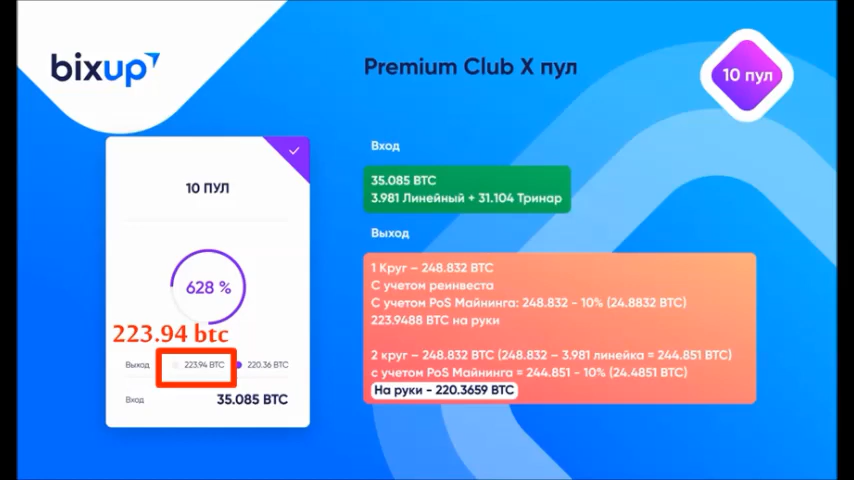 bixup
Premium Club X пул
10 пул
10 ПУЛ
628 %
223.94 btc
Выход 223.94 BTC 220.36 BTC
Вход 35.085 BTC
Вход
35.085 BTC
3.981 Линейный + 31.104 Тринар
Выход
1 Круг – 248.832 BTC
С учетом реинвеста
С учетом PoS Майнинга: 248.832 - 10% (24.8832 BTC)
223.9488 BTC на руки
2 круг – 248.832 BTC (248.832 – 3.981 линейка = 244.851 BTC)
с учетом PoS Майнинга = 244.851 - 10% (24.4851 BTC)
На руки - 220.3659 BTC